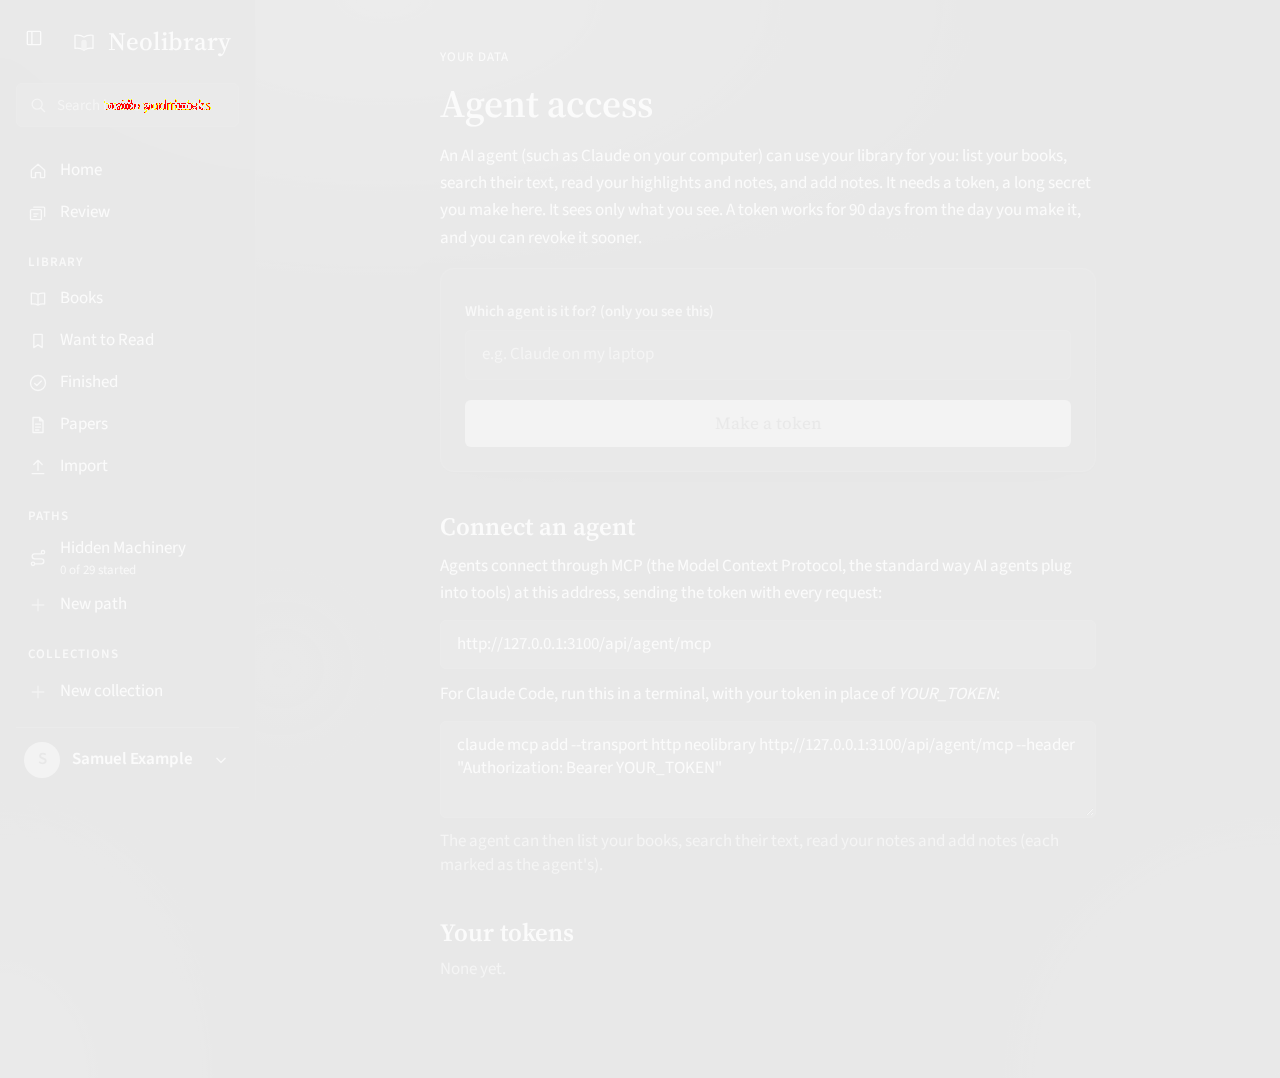 Neolibrary
Search
Home
Review
LIBRARY
Books
Want to Read
Finished
Papers
Import
PATHS
Hidden Machinery
0 of 29 started
New path
COLLECTIONS
New collection
S
Samuel Example
YOUR DATA
Agent access
An AI agent (such as Claude on your computer) can use your library for you: list your books,
search their text, read your highlights and notes, and add notes. It needs a token, a long secret
you make here. It sees only what you see. A token works for 90 days from the day you make it,
and you can revoke it sooner.
Which agent is it for? (only you see this)
e.g. Claude on my laptop
Make a token
Connect an agent
Agents connect through MCP (the Model Context Protocol, the standard way AI agents plug
into tools) at this address, sending the token with every request:
http://127.0.0.1:3100/api/agent/mcp
For Claude Code, run this in a terminal, with your token in place of YOUR_TOKEN:
claude mcp add --transport http neolibrary http://127.0.0.1:3100/api/agent/mcp --header
"Authorization: Bearer YOUR_TOKEN"
The agent can then list your books, search their text, read your notes and add notes (each
marked as the agent's).
Your tokens
None yet.